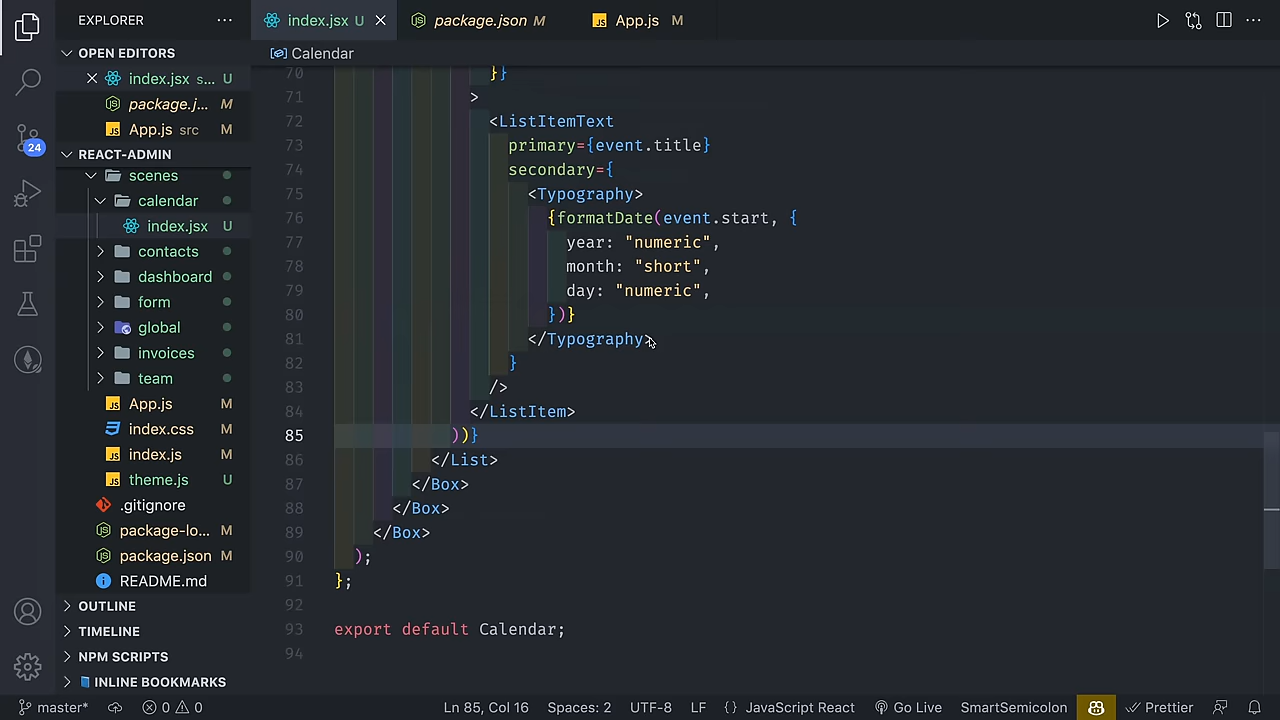 EXPLORER
index.jsx U
package.json M
App.js M
OPEN EDITORS
Calendar
index.jsx s... U
package.j... M
App.js src M
REACT-ADMIN
scenes
calendar
index.jsx U
contacts
dashboard
form
global
invoices
team
App.js M
index.css M
index.js M
theme.js U
.gitignore
package-lo... M
package.json M
README.md
OUTLINE
TIMELINE
NPM SCRIPTS
INLINE BOOKMARKS
24
70 }}
71 >
72 <ListItemText
73 primary={event.title}
74 secondary={
75 <Typography>
76 {formatDate(event.start, {
77 year: "numeric",
78 month: "short",
79 day: "numeric",
80 })}
81 </Typography>
82 }
83 />
84 </ListItem>
85 ))}
86 </List>
87 </Box>
88 </Box>
89 </Box>
90 );
91 };
92
93 export default Calendar;
94
master* 0 0 Ln 85, Col 16 Spaces: 2 UTF-8 LF {} JavaScript React Go Live SmartSemicolon Prettier